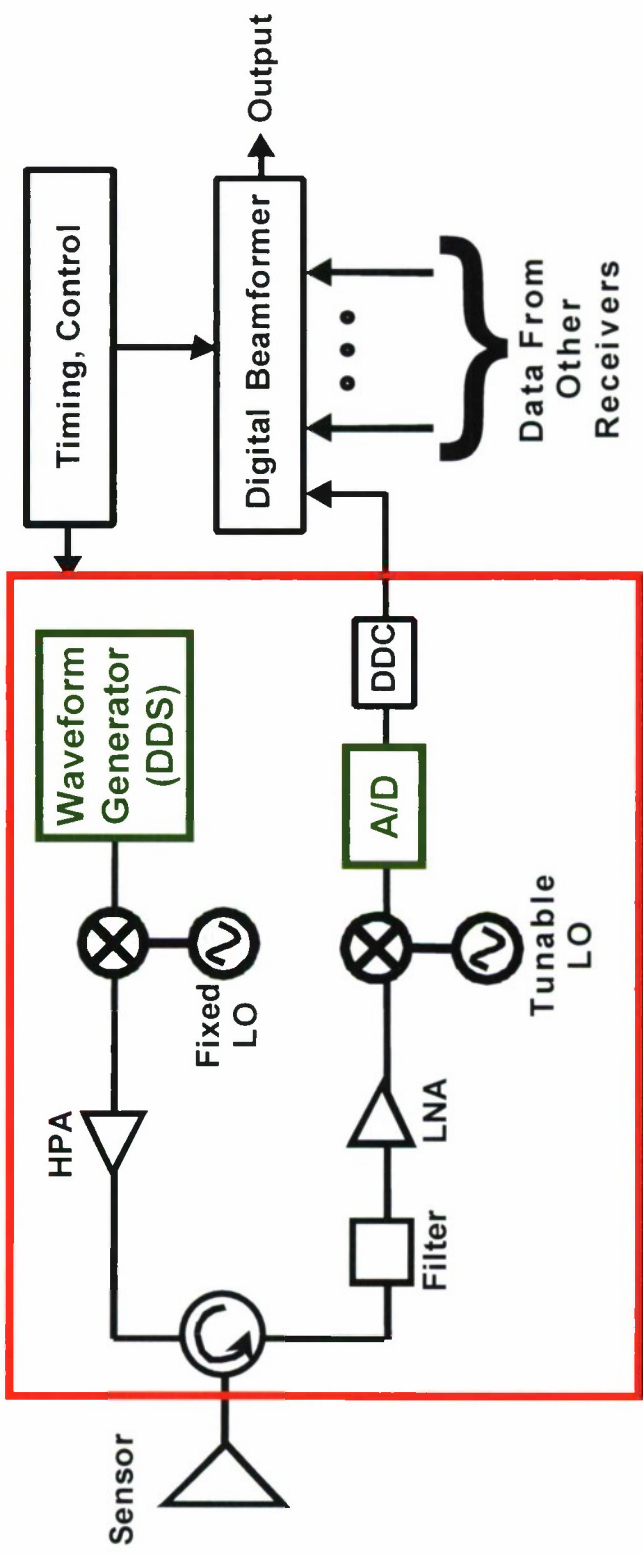 Sensor
HPA
Fixed
LO
Waveform
Generator
(DDS)
Filter
LNA
Tunable
LO
A/D
DDC
Timing, Control
Digital Beamformer
Output
Data From
Other
Receivers